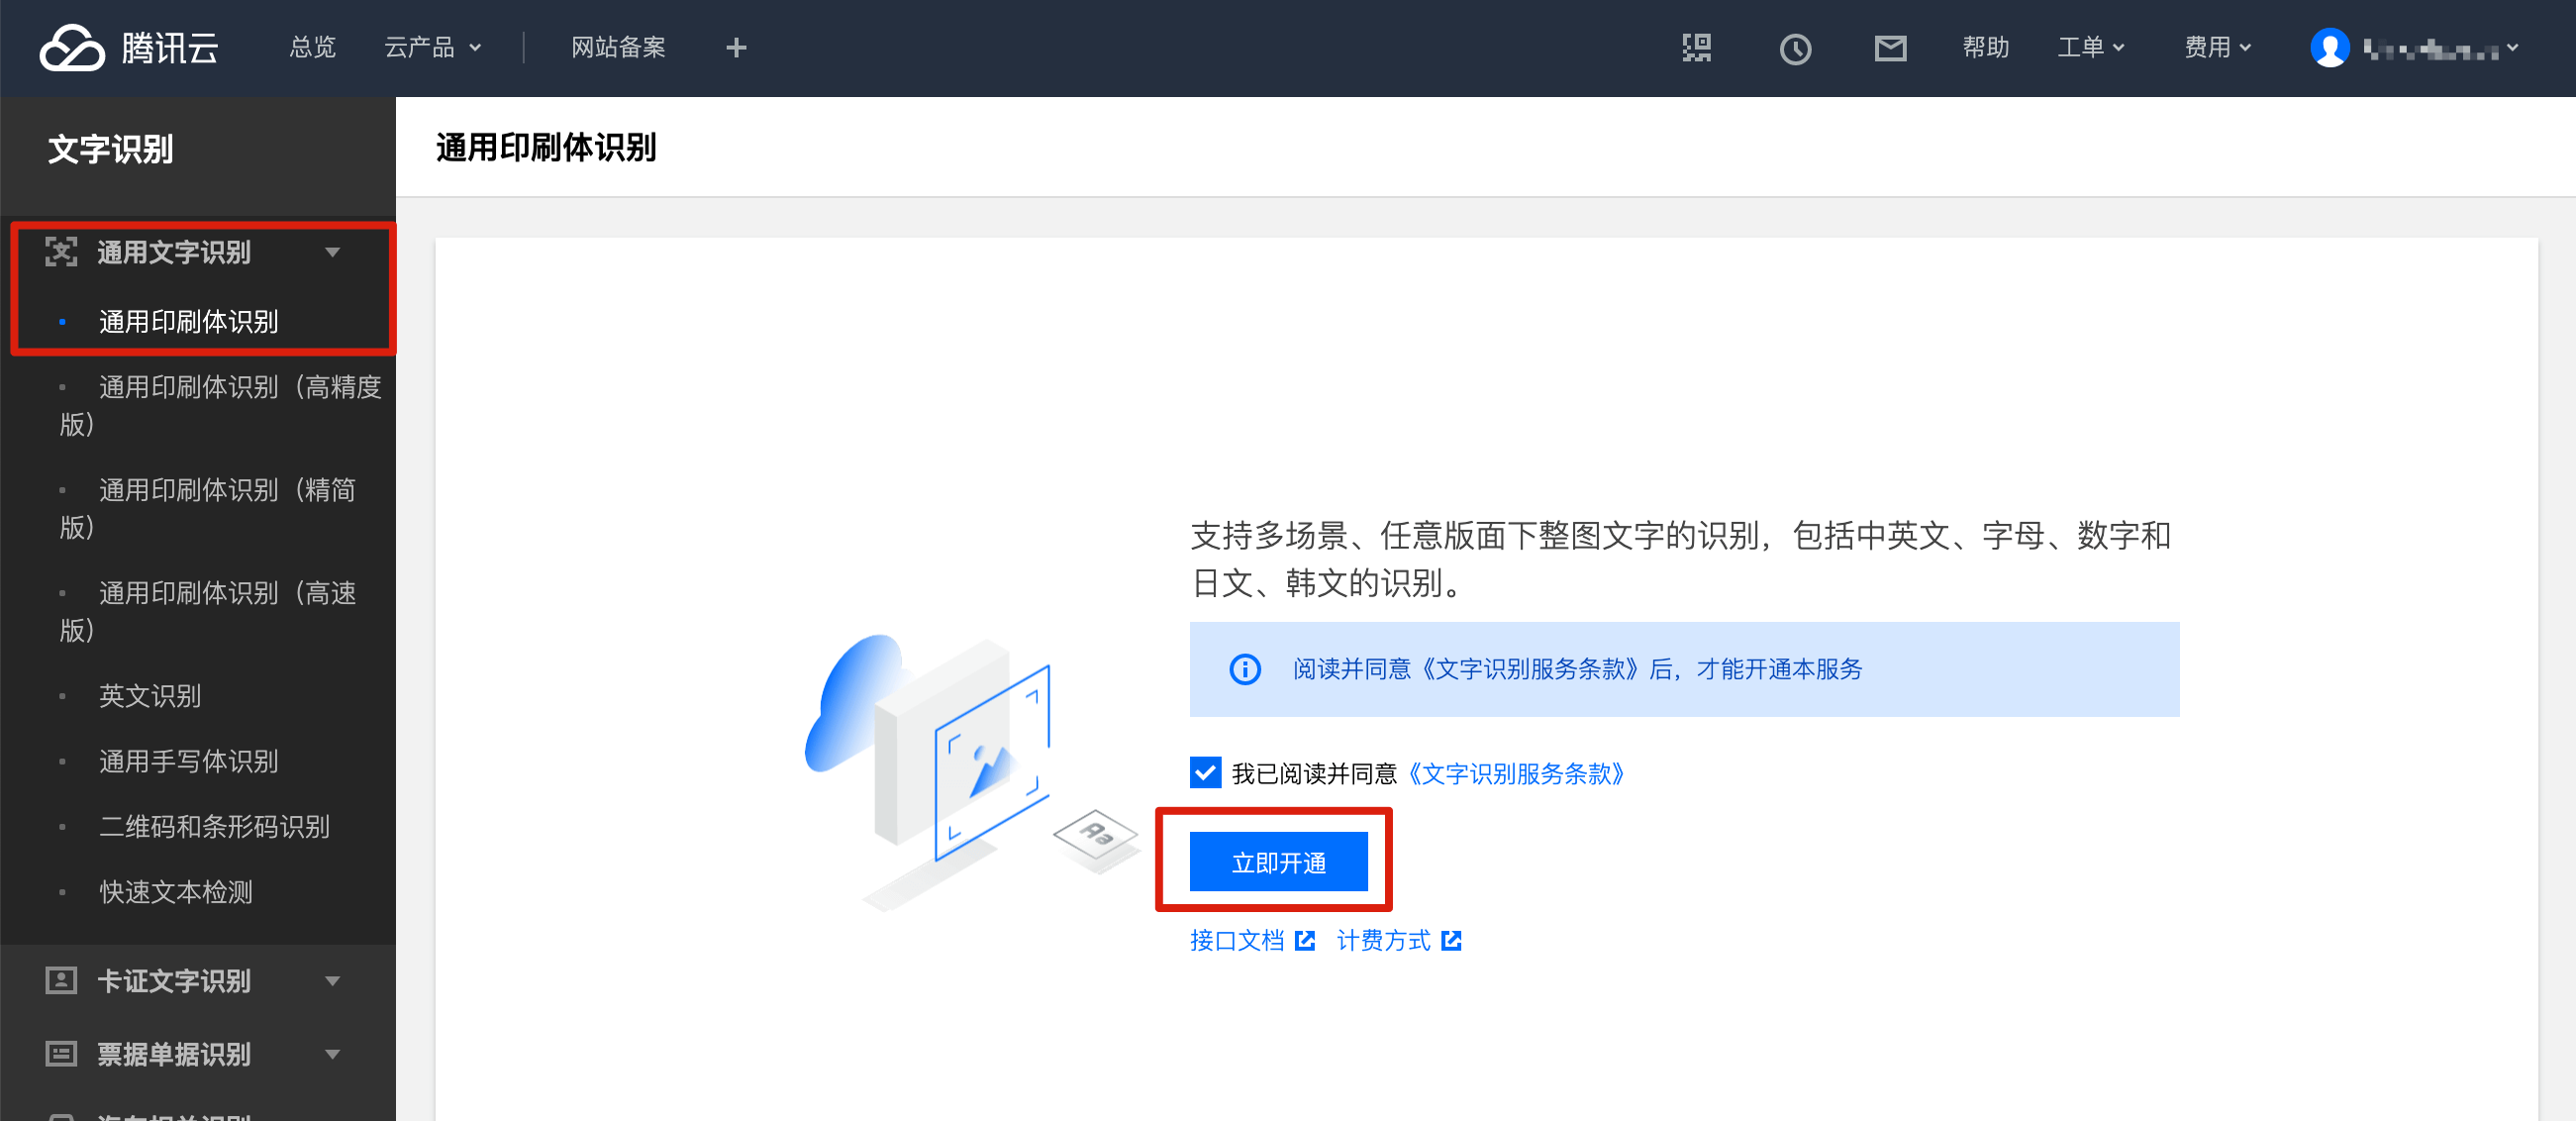 腾讯云
总览
云产品
网站备案
帮助
工单
费用
文字识别
通用文字识别
通用印刷体识别
通用印刷体识别（高精度
版）
通用印刷体识别（精简
版）
通用印刷体识别（高速
版）
英文识别
通用手写体识别
二维码和条形码识别
快速文本检测
卡证文字识别
票据单据识别
通用印刷体识别
支持多场景、任意版面下整图文字的识别，包括中英文、字母、数字和
日文、韩文的识别。
阅读并同意《文字识别服务条款》后，才能开通本服务
我已阅读并同意《文字识别服务条款》
立即开通
接口文档
计费方式
Aa